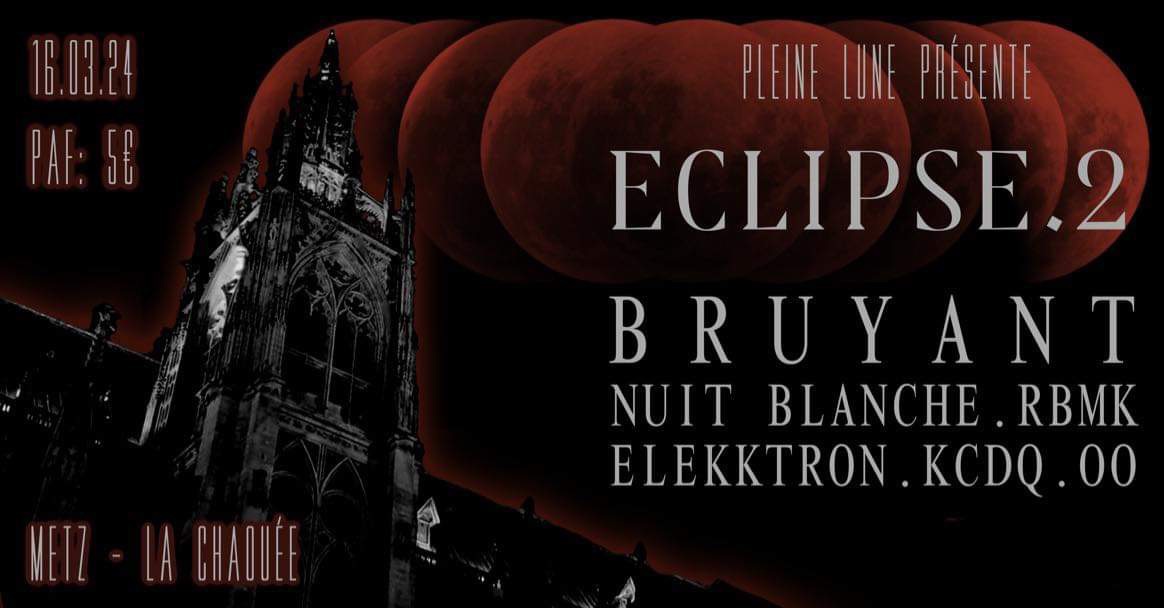 16.03.24
PAF: 5€
PLEINE LUNE PRÉSENTE
ECLIPSE.2
BRUYANT
NUIT BLANCHE.RBMK
ELEKKTRON.KCDQ.OO
METZ - LA CHAOUÉE